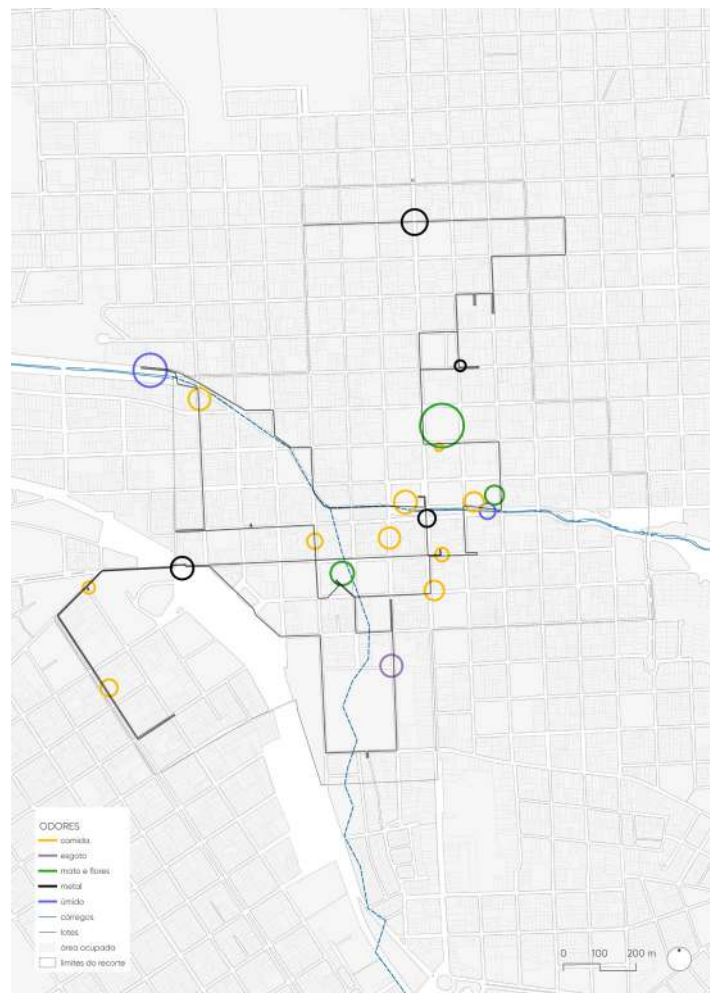 ODORES
comida
esgoto
mato e flores
metal
úmido
córregos
lotes
área ocupada
limites do recorte
0 100 200 m